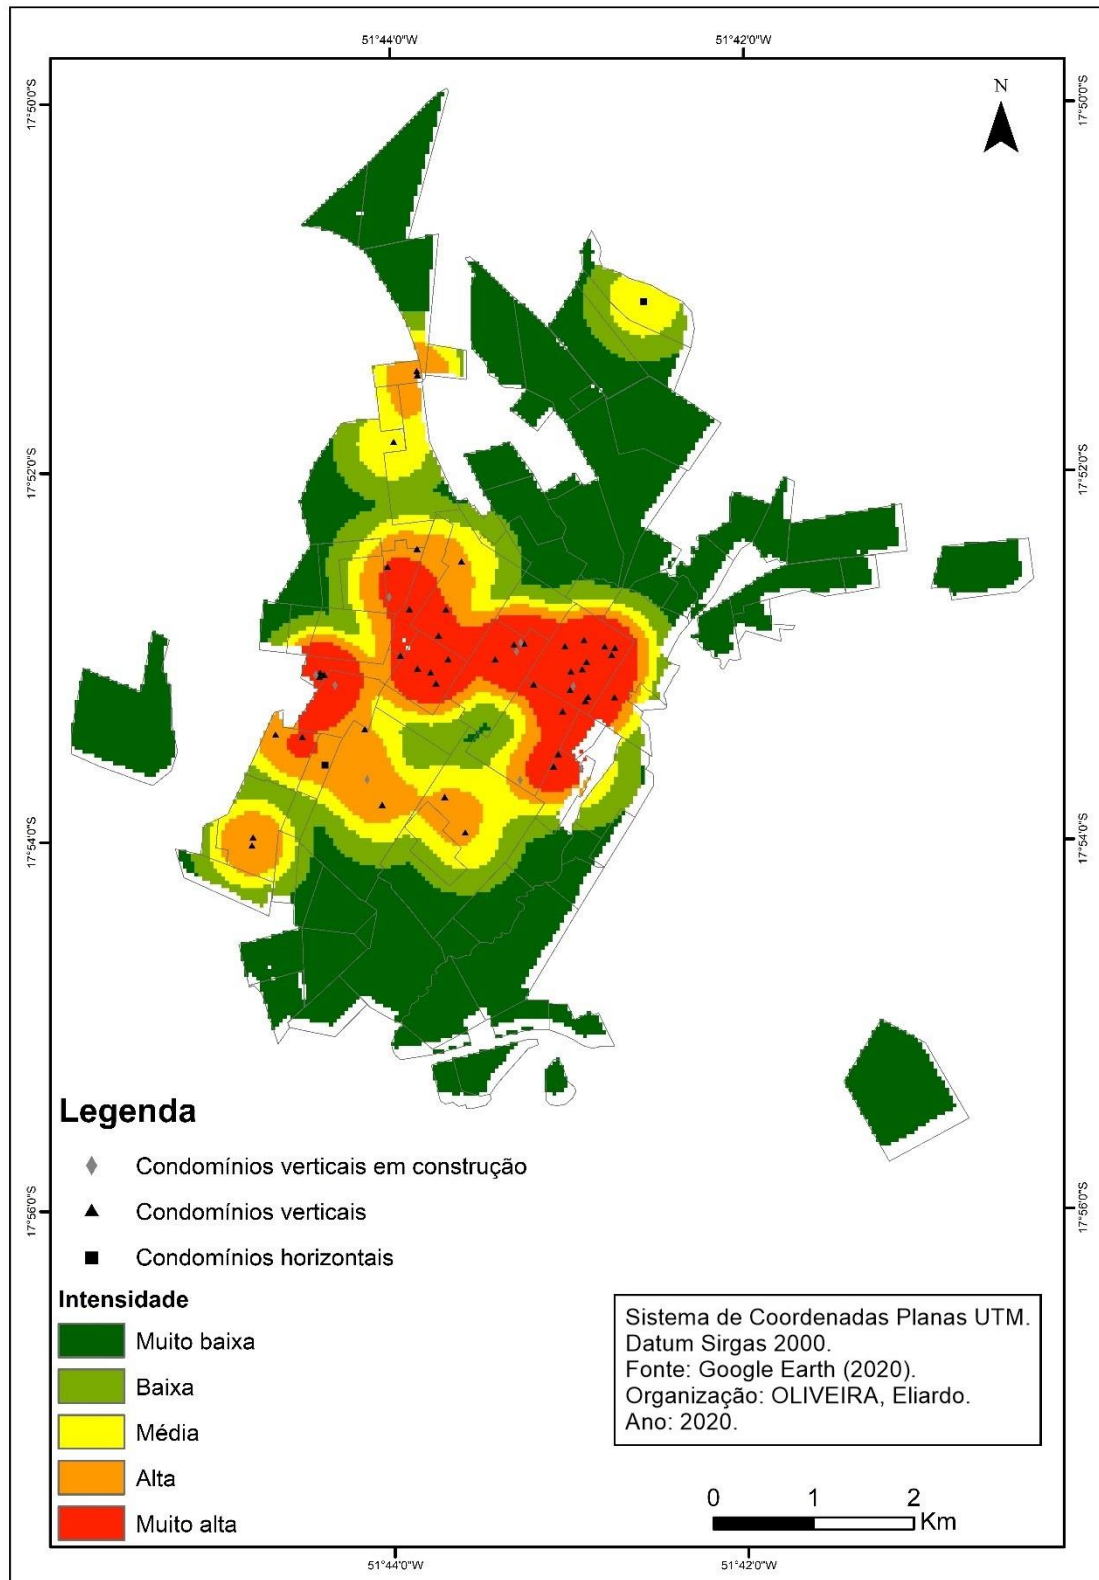 51°44'0"W
51°42'0"W
17°50'0"S
17°50'0"S
N
17°52'0"S
17°52'0"S
17°54'0"S
17°54'0"S
Legenda
Condomínios verticais em construção
Condomínios verticais
Condomínios horizontais
17°56'0"S
17°56'0"S
Intensidade
Muito baixa
Baixa
Média
Alta
Muito alta
Sistema de Coordenadas Planas UTM.
Datum Sirgas 2000.
Fonte: Google Earth (2020).
Organização: OLIVEIRA, Eliardo.
Ano: 2020.
0 1 2
Km
51°44'0"W
51°42'0"W